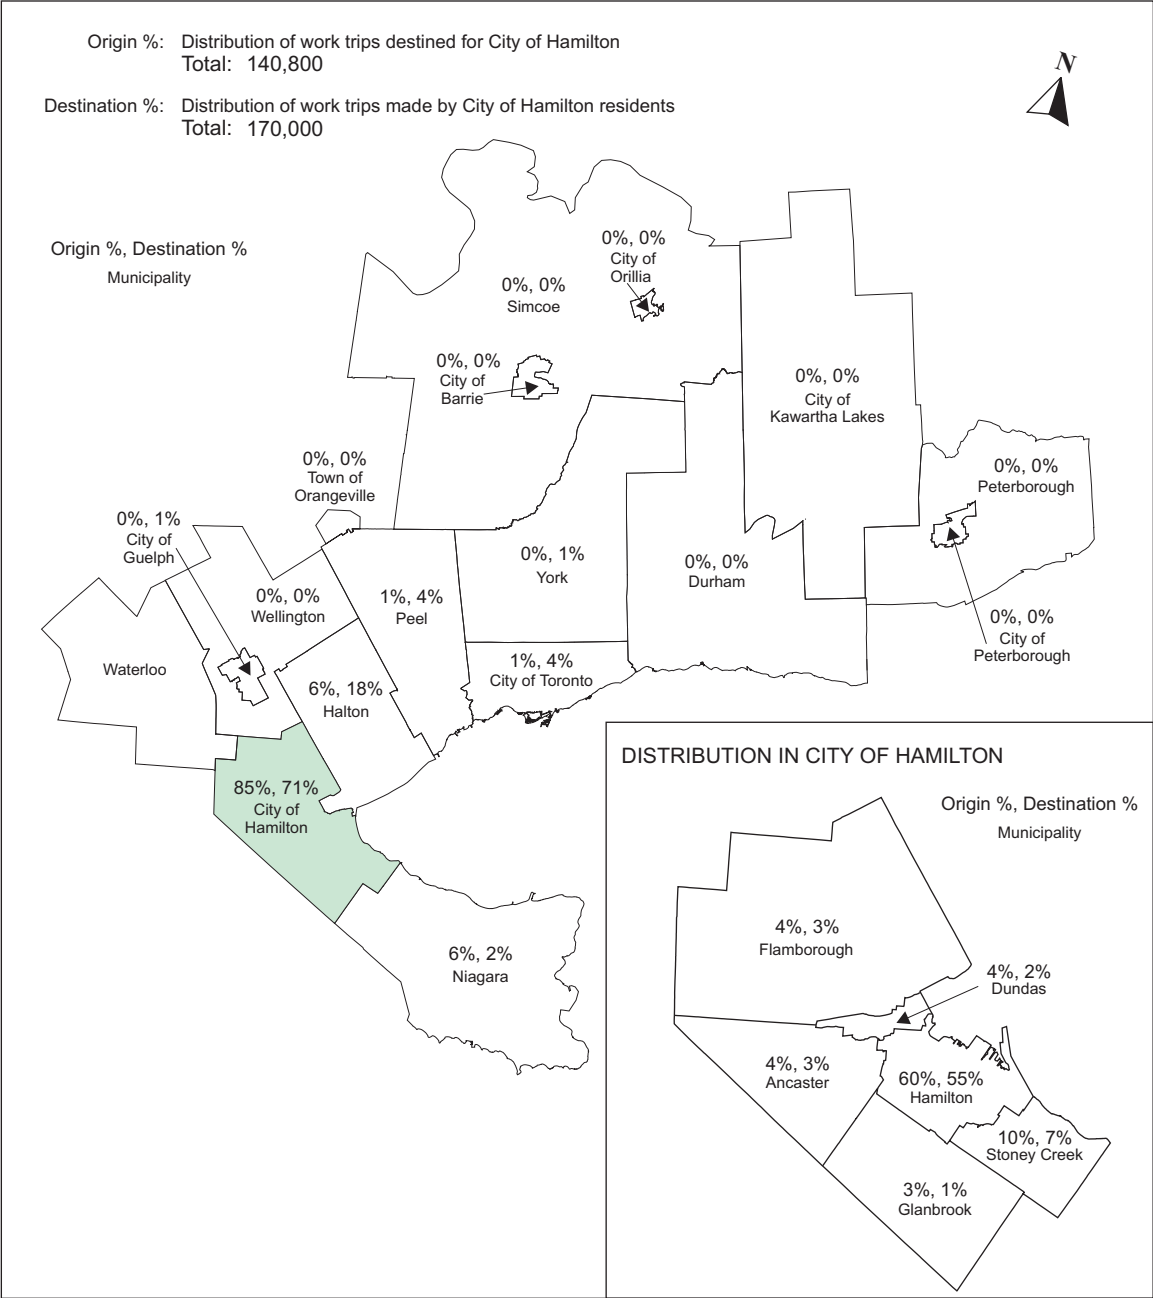 Origin %: Distribution of work trips destined for City of Hamilton
Total: 140,800
Destination %: Distribution of work trips made by City of Hamilton residents
Total: 170,000
N
Origin %, Destination %
Municipality
0%, 0%
City of
Orillia
0%, 0%
Simcoe
0%, 0%
City of
Barrie
0%, 0%
City of
Kawartha Lakes
0%, 0%
Town of
Orangeville
0%, 0%
Peterborough
0%, 1%
City of
Guelph
0%, 1%
York
0%, 0%
Durham
0%, 0%
Wellington
1%, 4%
Peel
0%, 0%
City of
Peterborough
Waterloo
1%, 4%
City of Toronto
6%, 18%
Halton
85%, 71%
City of
Hamilton
6%, 2%
Niagara
DISTRIBUTION IN CITY OF HAMILTON
Origin %, Destination %
Municipality
4%, 3%
Flamborough
4%, 2%
Dundas
4%, 3%
Ancaster
60%, 55%
Hamilton
10%, 7%
Stoney Creek
3%, 1%
Glanbrook